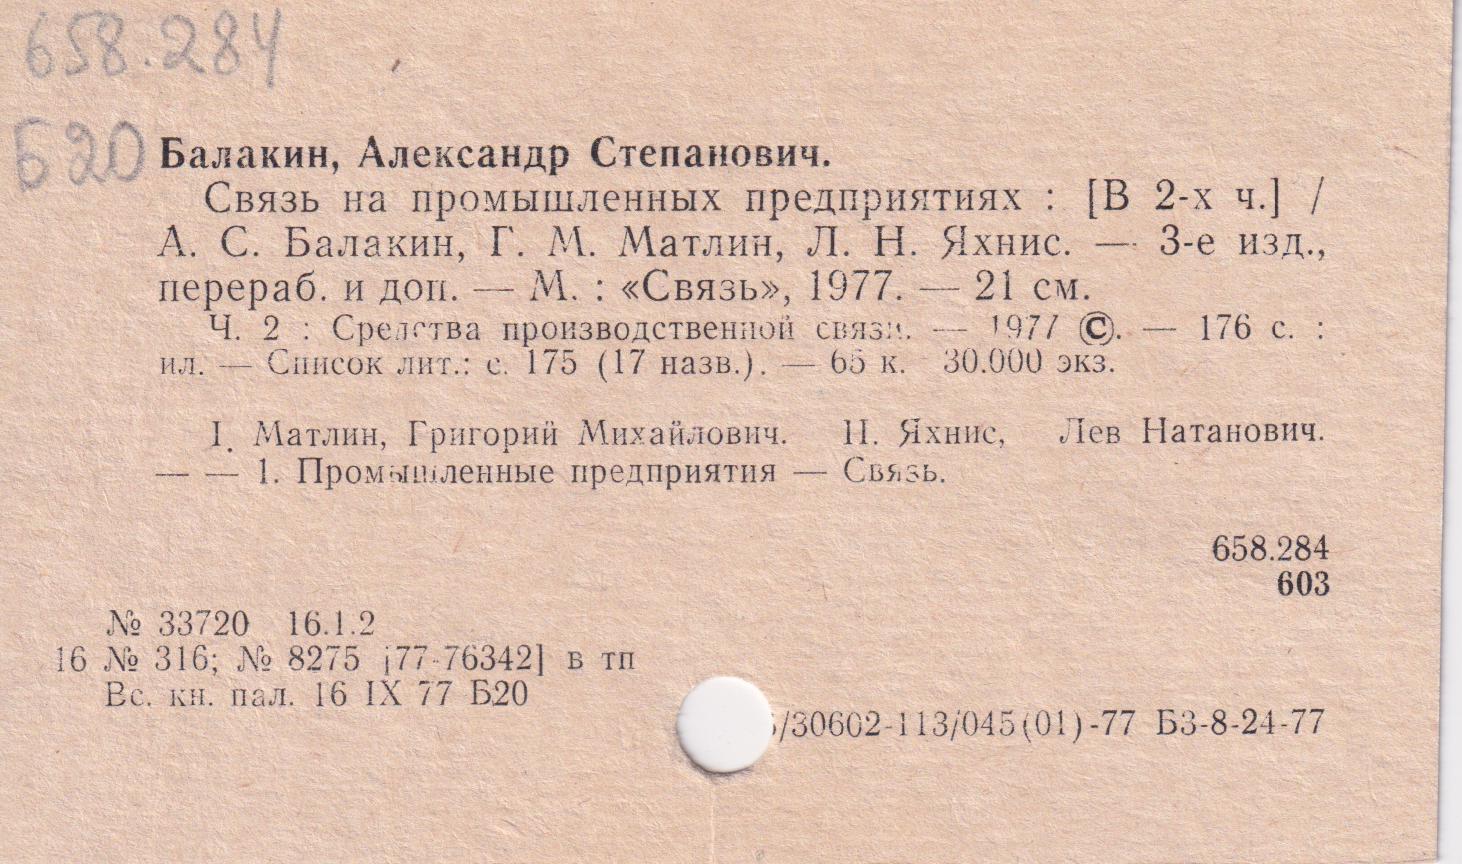 658.284
Б20
Балакин, Александр Степанович.
Связь на промышленных предприятиях : [В 2-х ч.] /
А. С. Балакин, Г. М. Матлин, Л. Н. Яхнис. — 3-е изд.,
перераб. и доп. — М. : «Связь», 1977. — 21 см.
Ч. 2 : Средства производственной связи. — 1977 ©. — 176 с. :
ил. — Список лит.: с. 175 (17 назв.). — 65 к. 30.000 экз.
I. Матлин, Григорий Михайлович. II. Яхнис, Лев Натанович.
— — 1. Промышленные предприятия — Связь.
658.284
603
№ 33720 16.1.2
16 № 316; № 8275 [77-76342] в тп
Вс. кн. пал. 16 IX 77 Б20
/30602-113/045(01)-77 Б3-8-24-77